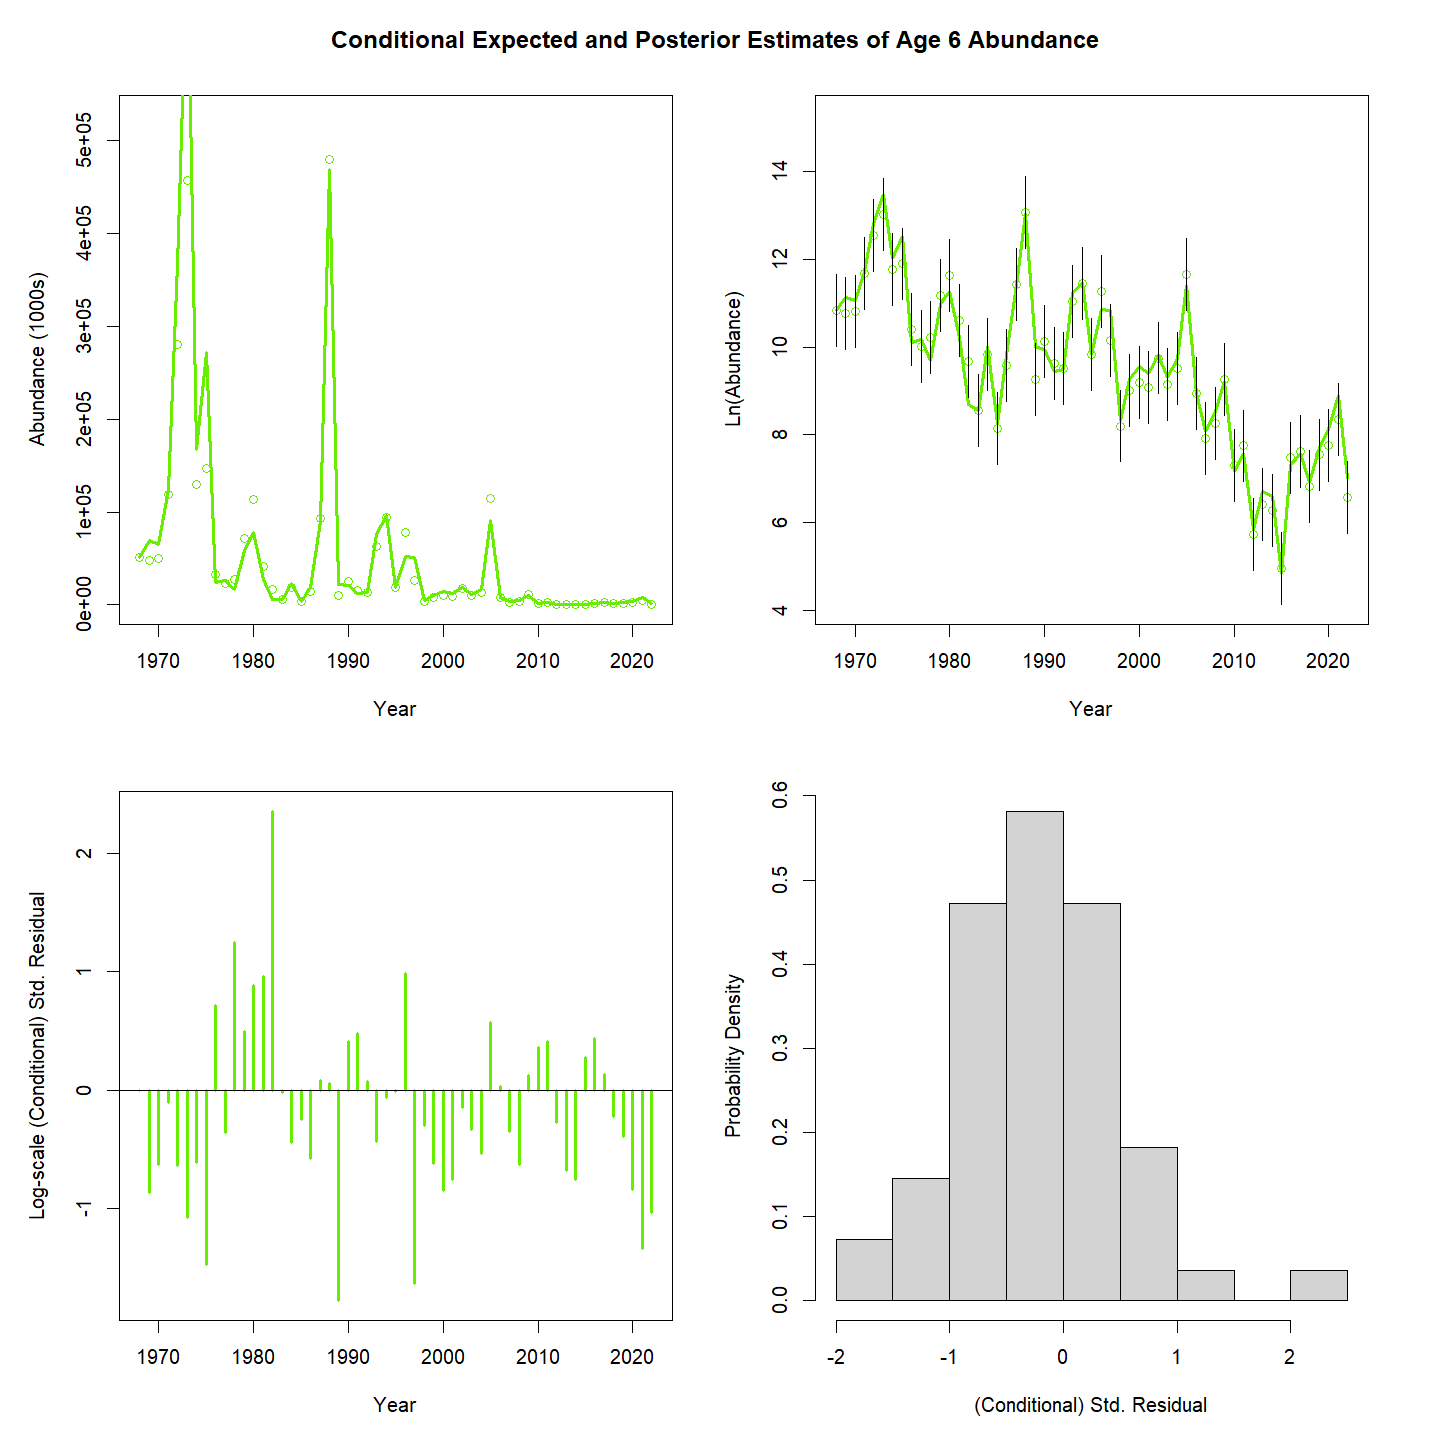 Conditional Expected and Posterior Estimates of Age 6 Abundance
Abundance (1000s)
0e+00 1e+05 2e+05 3e+05 4e+05 5e+05
1970 1980 1990 2000 2010 2020
Year
Ln(Abundance)
4 6 8 10 12 14
1970 1980 1990 2000 2010 2020
Year
Log-scale (Conditional) Std. Residual
-1 0 1 2
1970 1980 1990 2000 2010 2020
Year
Probability Density
0.0 0.1 0.2 0.3 0.4 0.5 0.6
-2 -1 0 1 2
(Conditional) Std. Residual